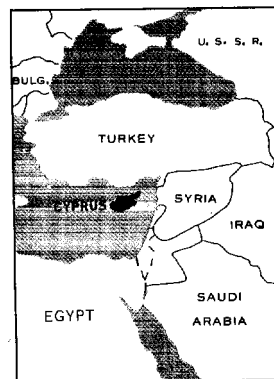 U. S. S. R.
BULG.
TURKEY
SYRIA
CYPRUS
IRAQ
EGYPT
SAUDI
ARABIA